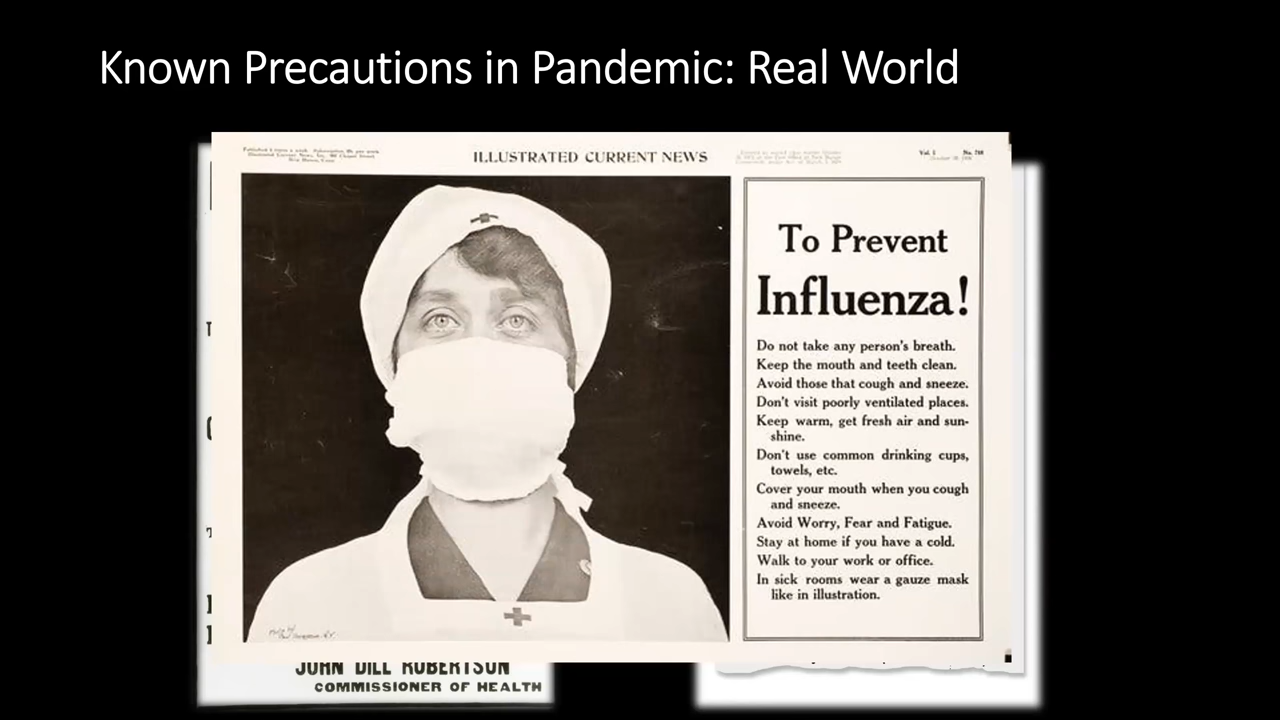 Known Precautions in Pandemic: Real World
ILLUSTRATED CURRENT NEWS
Vol. 1 No. 788
To Prevent
Influenza!
Do not take any person's breath.
Keep the mouth and teeth clean.
Avoid those that cough and sneeze.
Don't visit poorly ventilated places.
Keep warm, get fresh air and sun-
shine.
Don't use common drinking cups,
towels, etc.
Cover your mouth when you cough
and sneeze.
Avoid Worry, Fear and Fatigue.
Stay at home if you have a cold.
Walk to your work or office.
In sick rooms wear a gauze mask
like in illustration.
JOHN DILL ROBERTSON
COMMISSIONER OF HEALTH